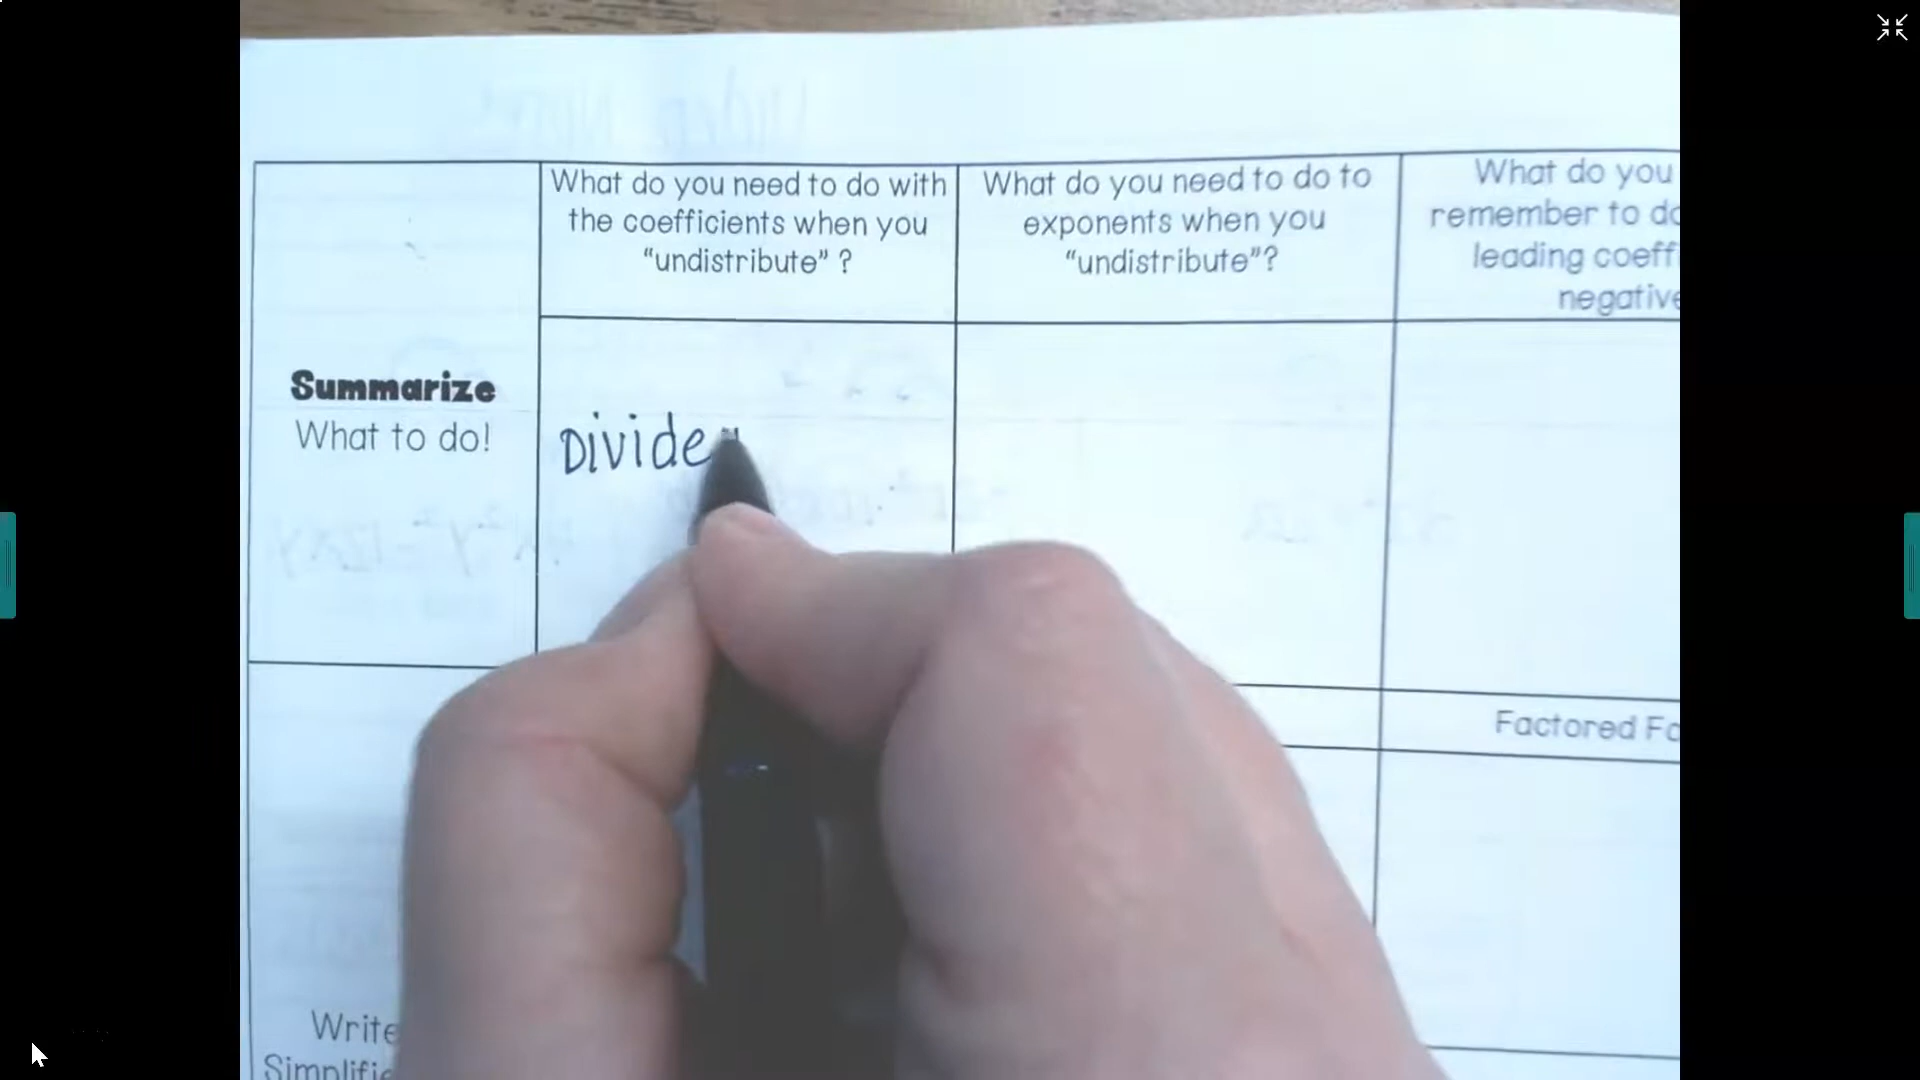 What do you need to do with
the coefficients when you
“undistribute” ?
What do you need to do to
exponents when you
“undistribute”?
What do you
remember to do
leading coeff
negative
Summarize
What to do!
Divide
Factored Fo
Write
Simplifie